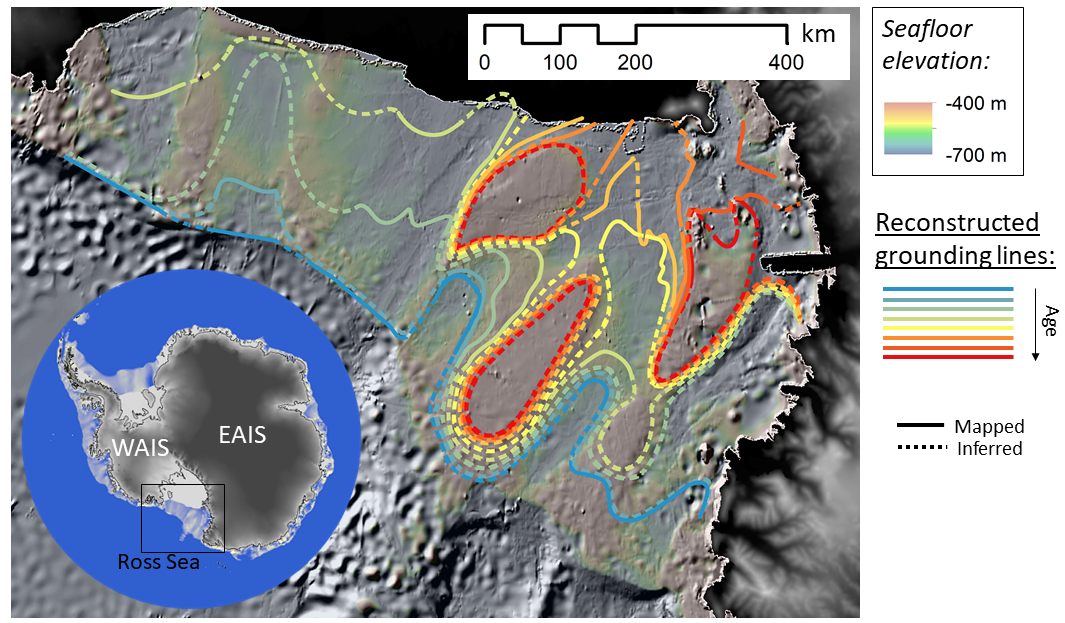 km
0 100 200 400
Seafloor
elevation:
-400 m
-700 m
Reconstructed
grounding lines:
Age
Mapped
Inferred
WAIS
EAIS
Ross Sea